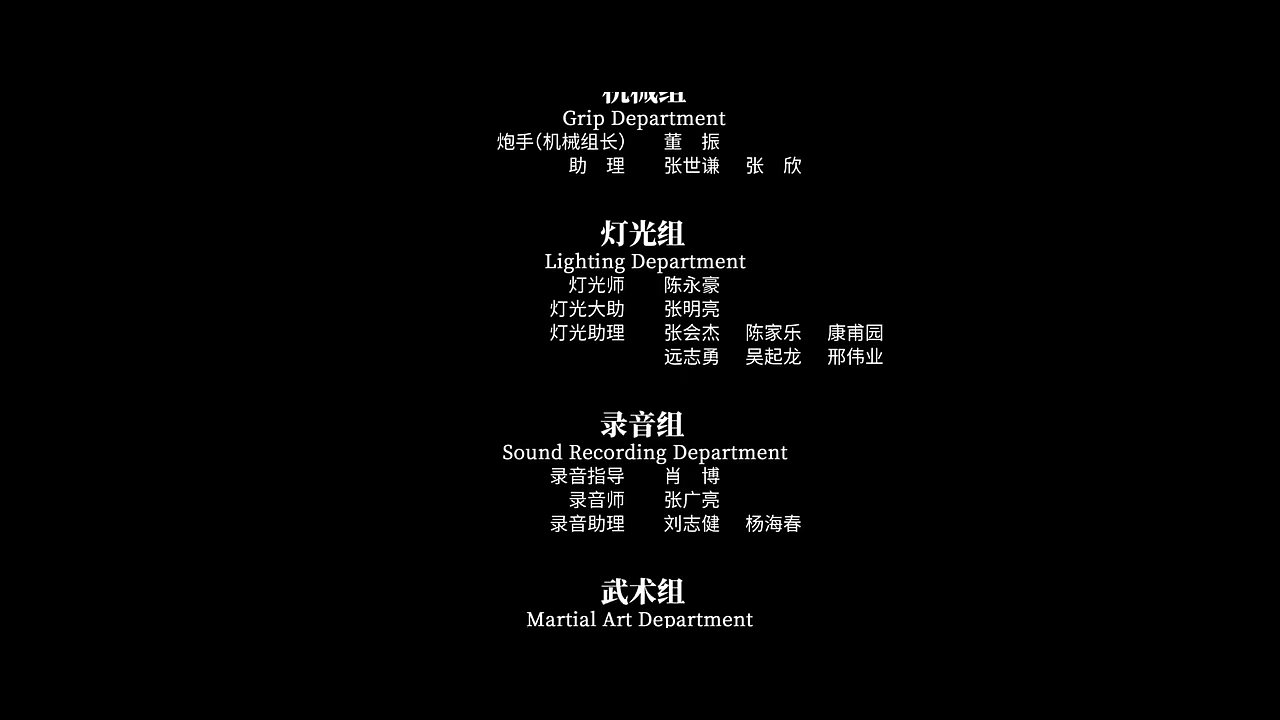 机械组
Grip Department
炮手(机械组长) 董 振
助 理 张世谦 张 欣
灯光组
Lighting Department
灯光师 陈永豪
灯光大助 张明亮
灯光助理 张会杰 陈家乐 康甫园
远志勇 吴起龙 邢伟业
录音组
Sound Recording Department
录音指导 肖 博
录音师 张广亮
录音助理 刘志健 杨海春
武术组
Martial Art Department